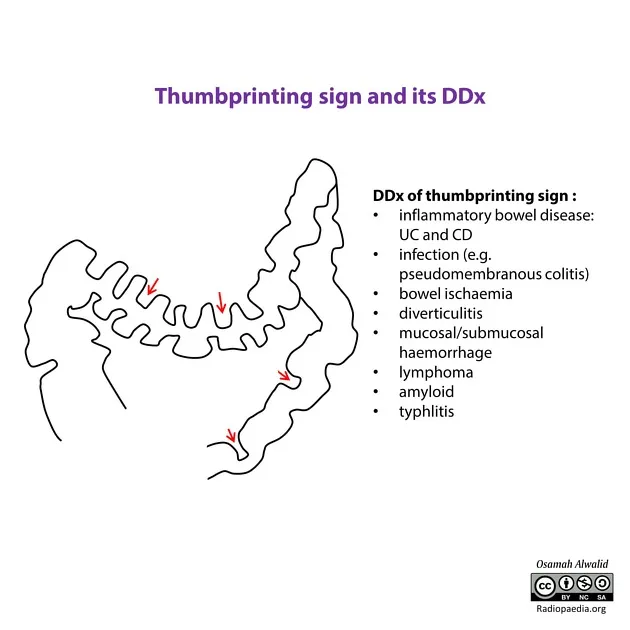 Thumbprinting sign and its DDx
DDx of thumbprinting sign :
• inflammatory bowel disease:
UC and CD
• infection (e.g.
pseudomembranous colitis)
• bowel ischaemia
• diverticulitis
• mucosal/submucosal
haemorrhage
• lymphoma
• amyloid
• typhlitis
Osamah Alwalid
cc
BY NC SA
Radiopaedia.org